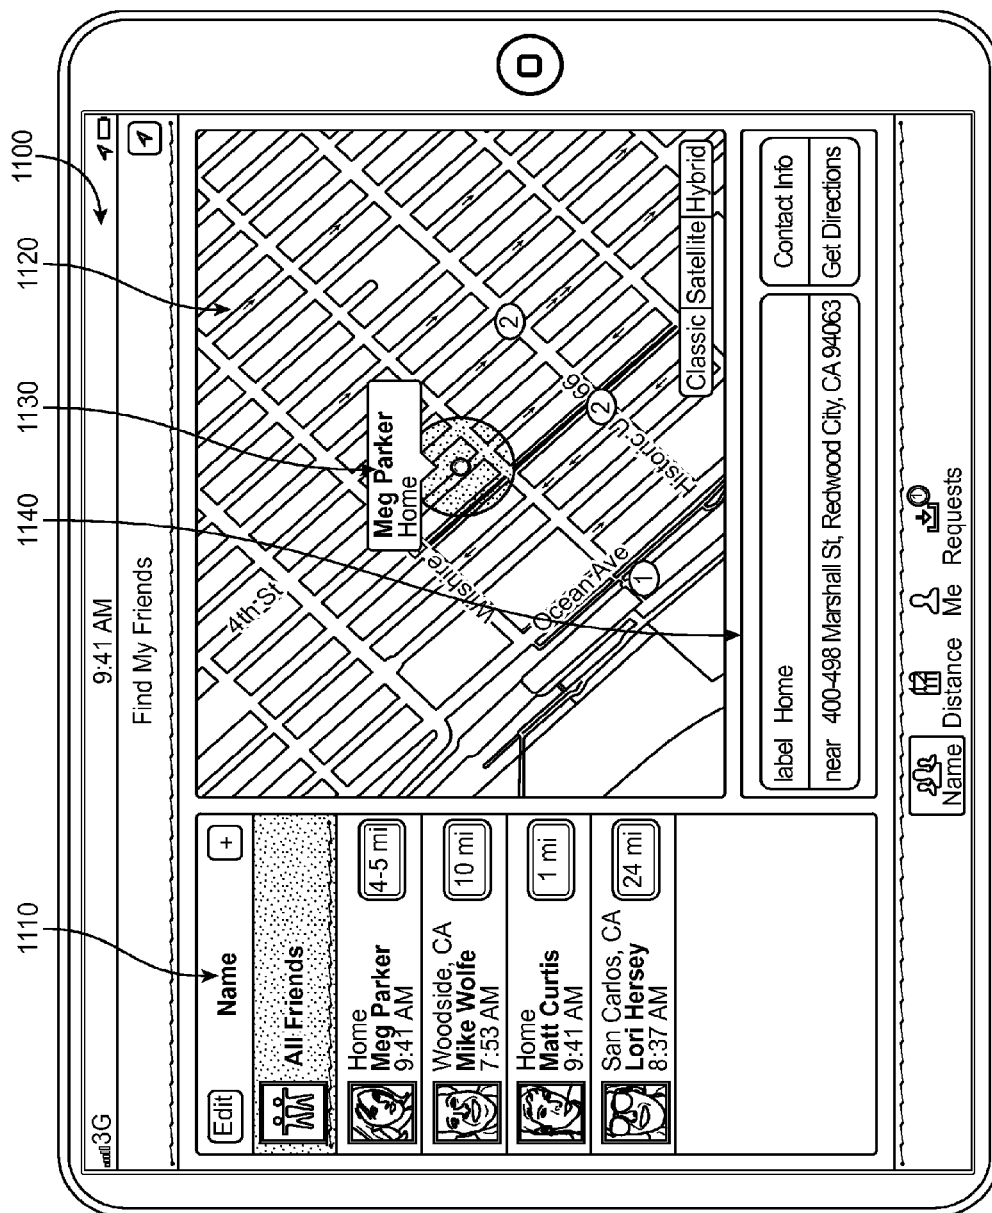 1110
1140
1130
1120
1100
3G
9:41 AM
Find My Friends
Edit
Name
+
All Friends
Home
Meg Parker
9:41 AM
4-5 mi
Woodside, CA
Mike Wolfe
7:53 AM
10 mi
Home
Matt Curtis
9:41 AM
1 mi
San Carlos, CA
Lori Hersey
8:37 AM
24 mi
4th St
Meg Parker
Home
Wilshire
Ocean Ave
Historic U
66
1
2
2
Classic
Satellite
Hybrid
label Home
near 400-498 Marshall St, Redwood City, CA 94063
Contact Info
Get Directions
Name
12
Distance
Me
1
Requests